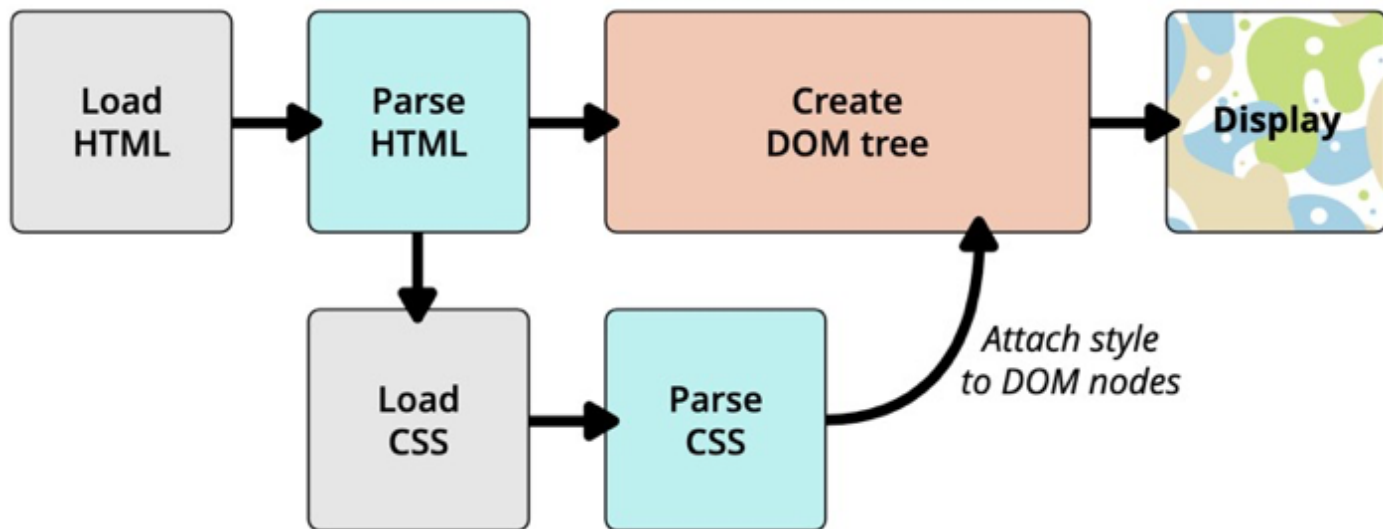 Load
HTML
Parse
HTML
Create
DOM tree
Display
Load
CSS
Parse
CSS
Attach style
to DOM nodes